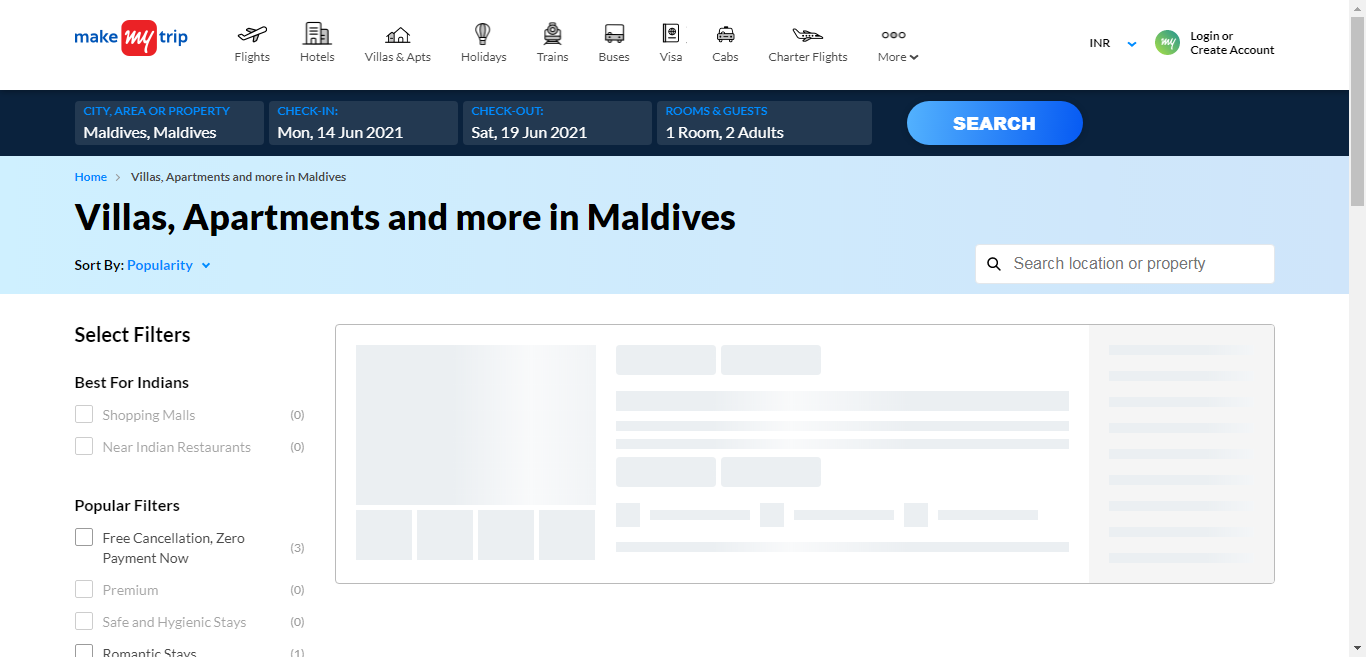 make my trip
Flights
Hotels
Villas & Apts
Holidays
Trains
Buses
Visa
Cabs
Charter Flights
More
INR
my
Login or
Create Account
CITY, AREA OR PROPERTY
Maldives, Maldives
CHECK-IN:
Mon, 14 Jun 2021
CHECK-OUT:
Sat, 19 Jun 2021
ROOMS & GUESTS
1 Room, 2 Adults
SEARCH
Home > Villas, Apartments and more in Maldives
Villas, Apartments and more in Maldives
Sort By: Popularity
Search location or property
Select Filters
Best For Indians
Shopping Malls (0)
Near Indian Restaurants (0)
Popular Filters
Free Cancellation, Zero
Payment Now (3)
Premium (0)
Safe and Hygienic Stays (0)
Romantic Stays (1)